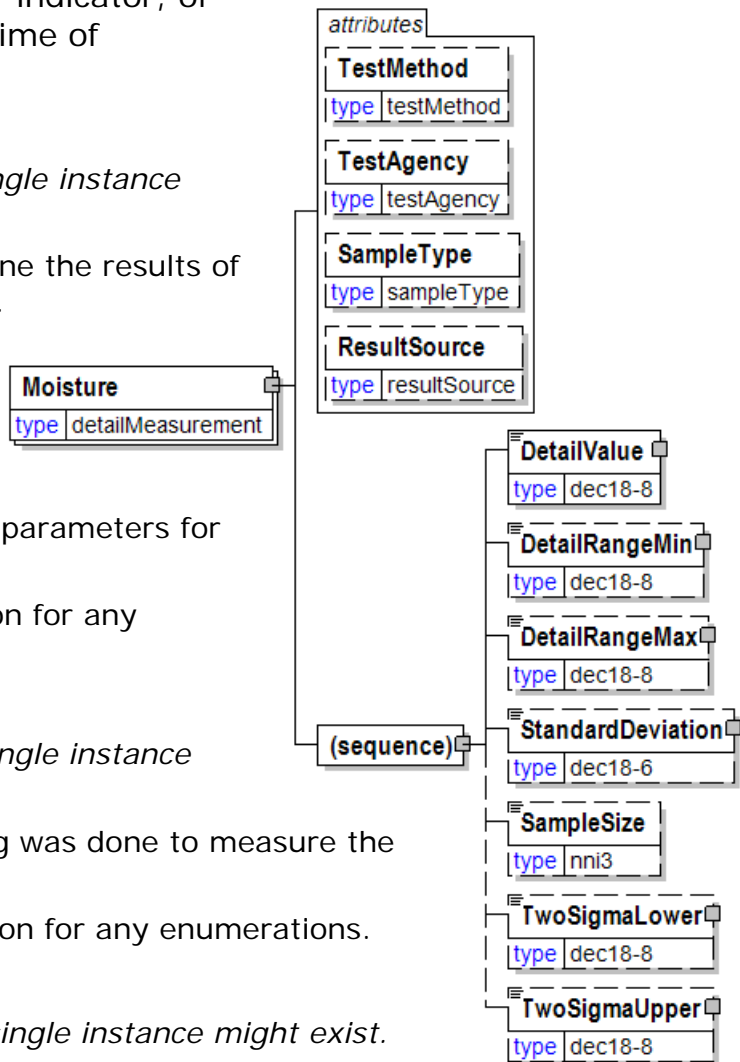 indicator', or
ime of
ngle instance
ne the results of
.
parameters for
on for any
ngle instance
g was done to measure the
on for any enumerations.
single instance might exist.
Moisture
type detailMeasurement
attributes
TestMethod
type testMethod
TestAgency
type testAgency
SampleType
type sampleType
ResultSource
type resultSource
(sequence)
DetailValue
type dec18-8
DetailRangeMin
type dec18-8
DetailRangeMax
type dec18-8
StandardDeviation
type dec18-6
SampleSize
type nni3
TwoSigmaLower
type dec18-8
TwoSigmaUpper
type dec18-8